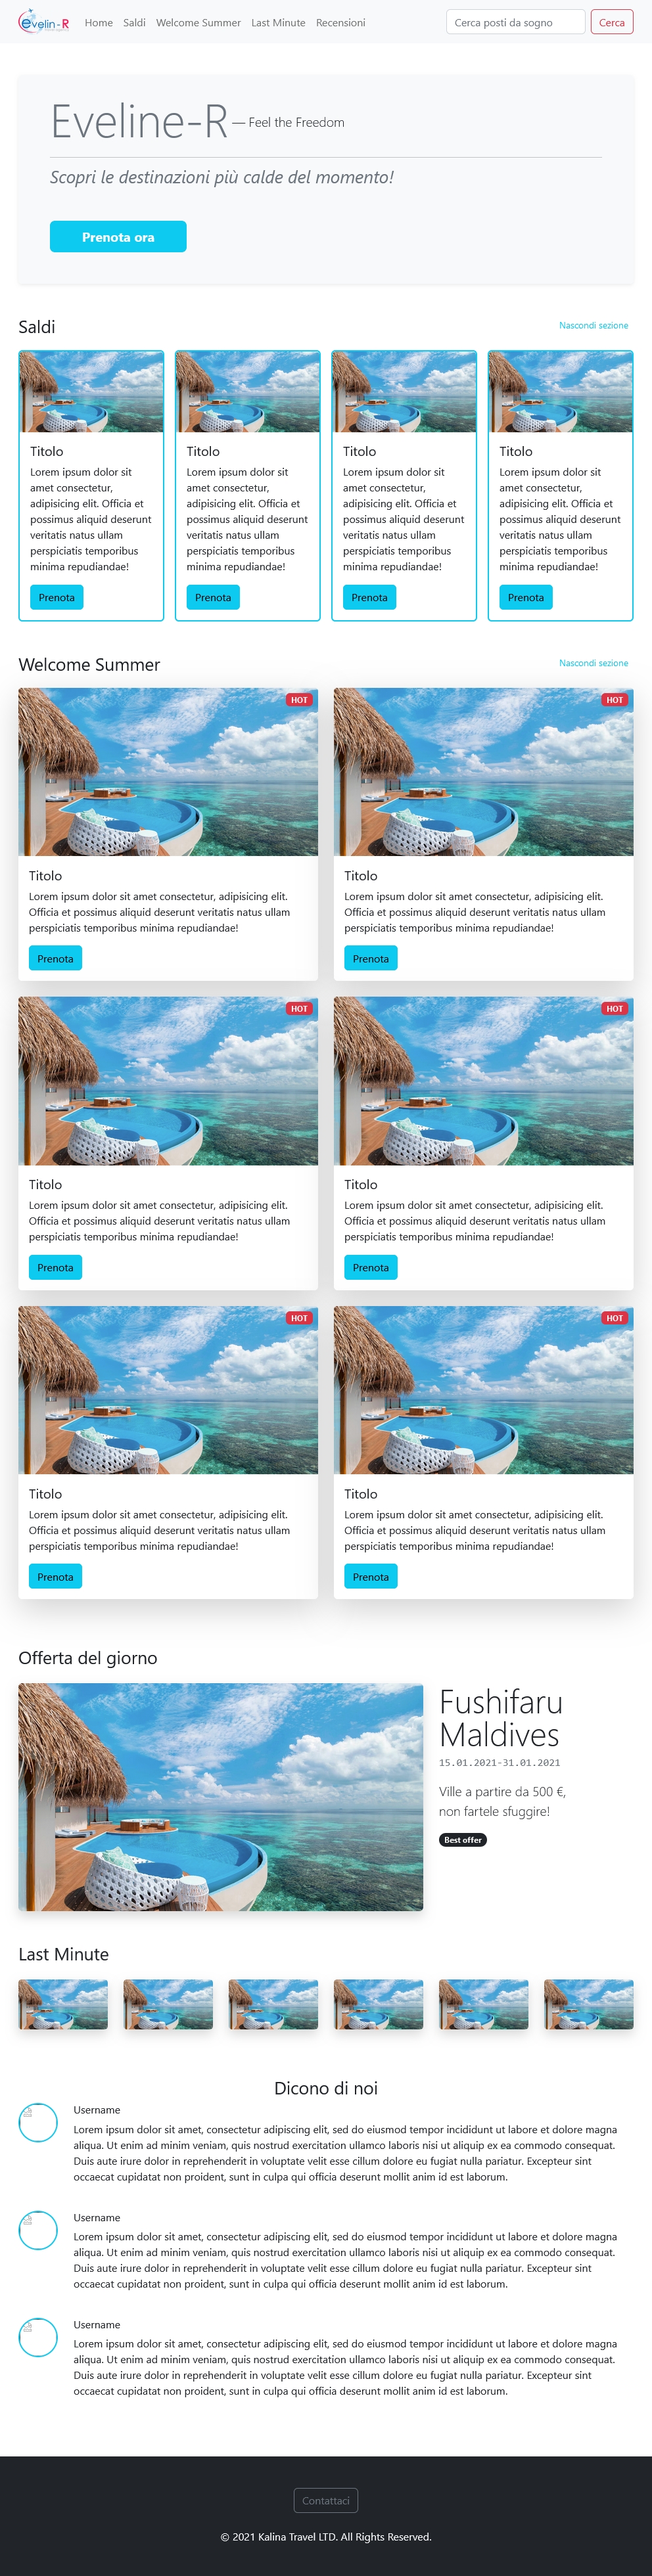 evelin-R
Home Saldi Welcome Summer Last Minute Recensioni Cerca posti da sogno Cerca
Eveline-R — Feel the Freedom
Scopri le destinazioni più calde del momento!
Prenota ora
Saldi Nascondi sezione
Titolo
Lorem ipsum dolor sit
amet consectetur,
adipisicing elit. Officia et
possimus aliquid deserunt
veritatis natus ullam
perspiciatis temporibus
minima repudiandae!
Prenota
Titolo
Lorem ipsum dolor sit
amet consectetur,
adipisicing elit. Officia et
possimus aliquid deserunt
veritatis natus ullam
perspiciatis temporibus
minima repudiandae!
Prenota
Titolo
Lorem ipsum dolor sit
amet consectetur,
adipisicing elit. Officia et
possimus aliquid deserunt
veritatis natus ullam
perspiciatis temporibus
minima repudiandae!
Prenota
Titolo
Lorem ipsum dolor sit
amet consectetur,
adipisicing elit. Officia et
possimus aliquid deserunt
veritatis natus ullam
perspiciatis temporibus
minima repudiandae!
Prenota
Welcome Summer Nascondi sezione
HOT
Titolo
Lorem ipsum dolor sit amet consectetur, adipisicing elit.
Officia et possimus aliquid deserunt veritatis natus ullam
perspiciatis temporibus minima repudiandae!
Prenota
HOT
Titolo
Lorem ipsum dolor sit amet consectetur, adipisicing elit.
Officia et possimus aliquid deserunt veritatis natus ullam
perspiciatis temporibus minima repudiandae!
Prenota
HOT
Titolo
Lorem ipsum dolor sit amet consectetur, adipisicing elit.
Officia et possimus aliquid deserunt veritatis natus ullam
perspiciatis temporibus minima repudiandae!
Prenota
HOT
Titolo
Lorem ipsum dolor sit amet consectetur, adipisicing elit.
Officia et possimus aliquid deserunt veritatis natus ullam
perspiciatis temporibus minima repudiandae!
Prenota
HOT
Titolo
Lorem ipsum dolor sit amet consectetur, adipisicing elit.
Officia et possimus aliquid deserunt veritatis natus ullam
perspiciatis temporibus minima repudiandae!
Prenota
HOT
Titolo
Lorem ipsum dolor sit amet consectetur, adipisicing elit.
Officia et possimus aliquid deserunt veritatis natus ullam
perspiciatis temporibus minima repudiandae!
Prenota
Offerta del giorno
Fushifaru
Maldives
15.01.2021-31.01.2021
Ville a partire da 500 €,
non fartele sfuggire!
Best offer
Last Minute
Dicono di noi
Username
Lorem ipsum dolor sit amet, consectetur adipiscing elit, sed do eiusmod tempor incididunt ut labore et dolore magna
aliqua. Ut enim ad minim veniam, quis nostrud exercitation ullamco laboris nisi ut aliquip ex ea commodo consequat.
Duis aute irure dolor in reprehenderit in voluptate velit esse cillum dolore eu fugiat nulla pariatur. Excepteur sint
occaecat cupidatat non proident, sunt in culpa qui officia deserunt mollit anim id est laborum.
Username
Lorem ipsum dolor sit amet, consectetur adipiscing elit, sed do eiusmod tempor incididunt ut labore et dolore magna
aliqua. Ut enim ad minim veniam, quis nostrud exercitation ullamco laboris nisi ut aliquip ex ea commodo consequat.
Duis aute irure dolor in reprehenderit in voluptate velit esse cillum dolore eu fugiat nulla pariatur. Excepteur sint
occaecat cupidatat non proident, sunt in culpa qui officia deserunt mollit anim id est laborum.
Username
Lorem ipsum dolor sit amet, consectetur adipiscing elit, sed do eiusmod tempor incididunt ut labore et dolore magna
aliqua. Ut enim ad minim veniam, quis nostrud exercitation ullamco laboris nisi ut aliquip ex ea commodo consequat.
Duis aute irure dolor in reprehenderit in voluptate velit esse cillum dolore eu fugiat nulla pariatur. Excepteur sint
occaecat cupidatat non proident, sunt in culpa qui officia deserunt mollit anim id est laborum.
Contattaci
© 2021 Kalina Travel LTD. All Rights Reserved.